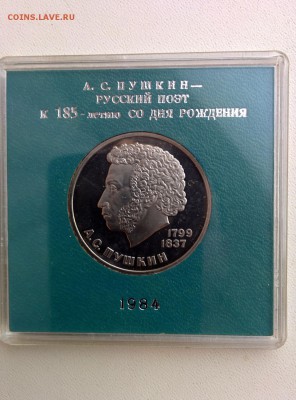 COINS.LAVE.RU
А. С. ПУШКИН—
РУССКИЙ ПОЭТ
К 185-летию СО ДНЯ РОЖДЕНИЯ
1799
1837
А.С.ПУШКИН
1984